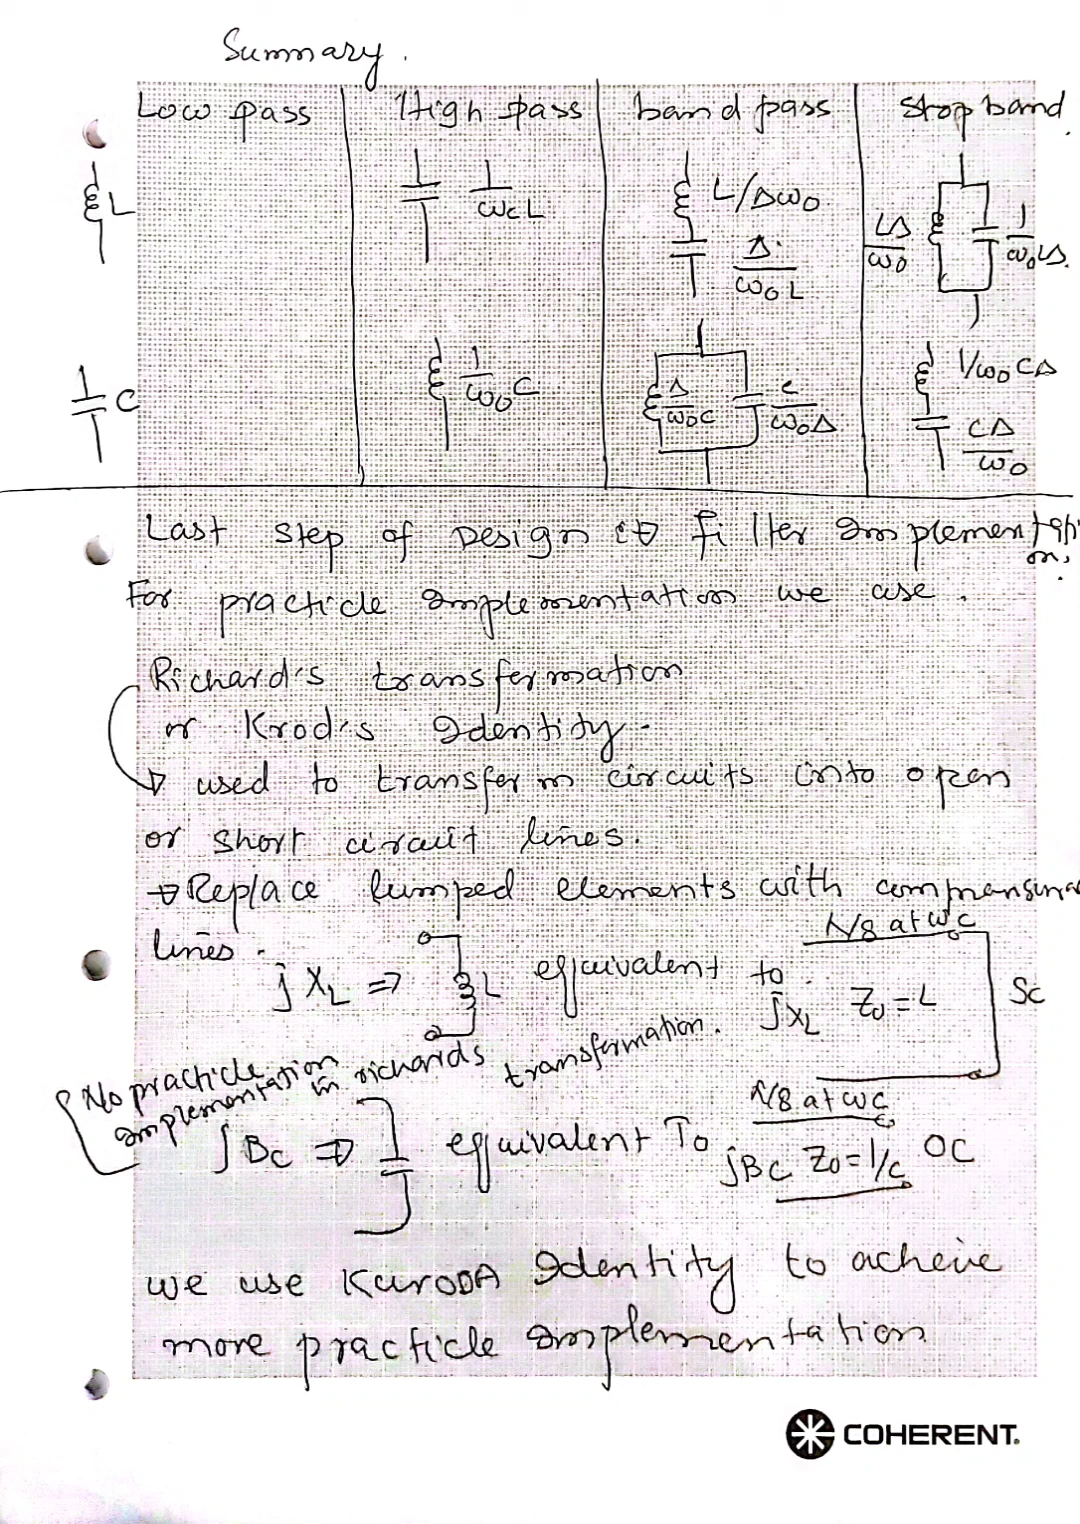 Summary.
Low pass | High pass | band pass | Stop band
L
1/ωcL
L/Δω0
Δ/ω0L
LΔ/ω0
1/ω0LΔ
C
1/ω0C
Δ/ω0C
C/ω0Δ
1/ω0CΔ
CΔ/ω0
Last step of Design is filter Implementation.
For practicle Implementation we use.
Richard's transformation
or Krod's Identity.
used to transform circuits into open
or short circuit lines.
→ Replace lumped elements with
lines.
λ/8 at ωc
jXL ⇒ L equivalent to jXL Z0 = L SC
No practicle Implementation in richards transformation.
λ/8 at ωc
jBc ⇒ equivalent To jBc Z0=1/c OC
we use KURODA Identity to acheive
more practicle Implementation
COHERENT.